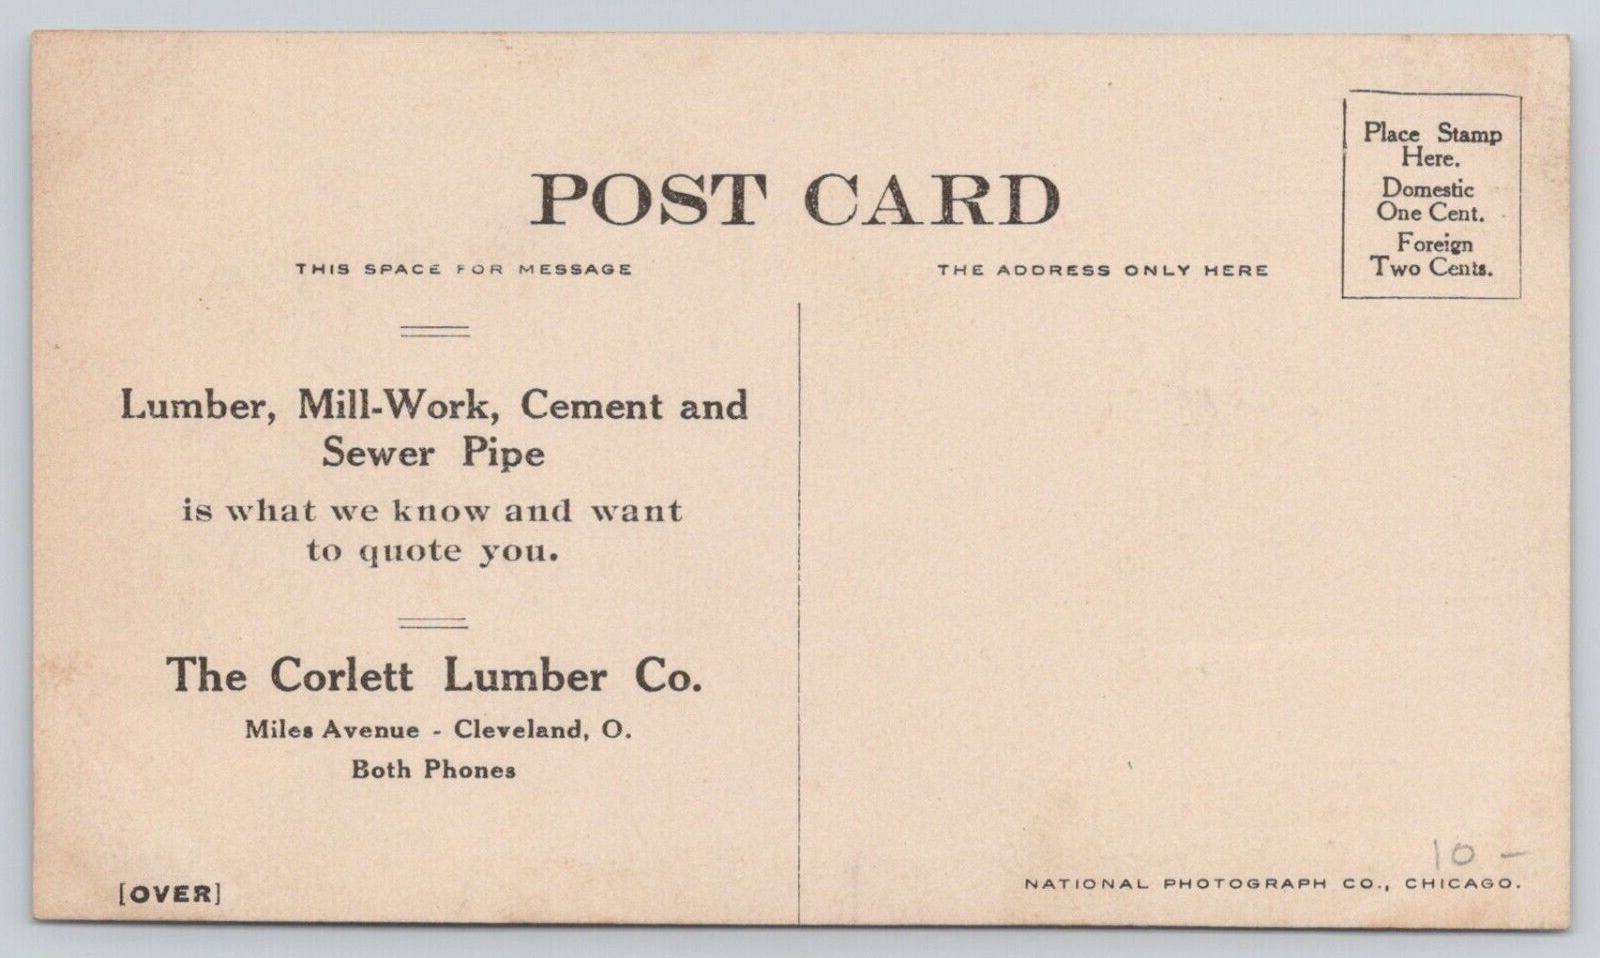 Place Stamp
Here.
Domestic
One Cent.
Foreign
Two Cents.
POST CARD
THIS SPACE FOR MESSAGE
THE ADDRESS ONLY HERE
Lumber, Mill-Work, Cement and
Sewer Pipe
is what we know and want
to quote you.
The Corlett Lumber Co.
Miles Avenue - Cleveland, O.
Both Phones
[OVER]
10 –
NATIONAL PHOTOGRAPH CO., CHICAGO.